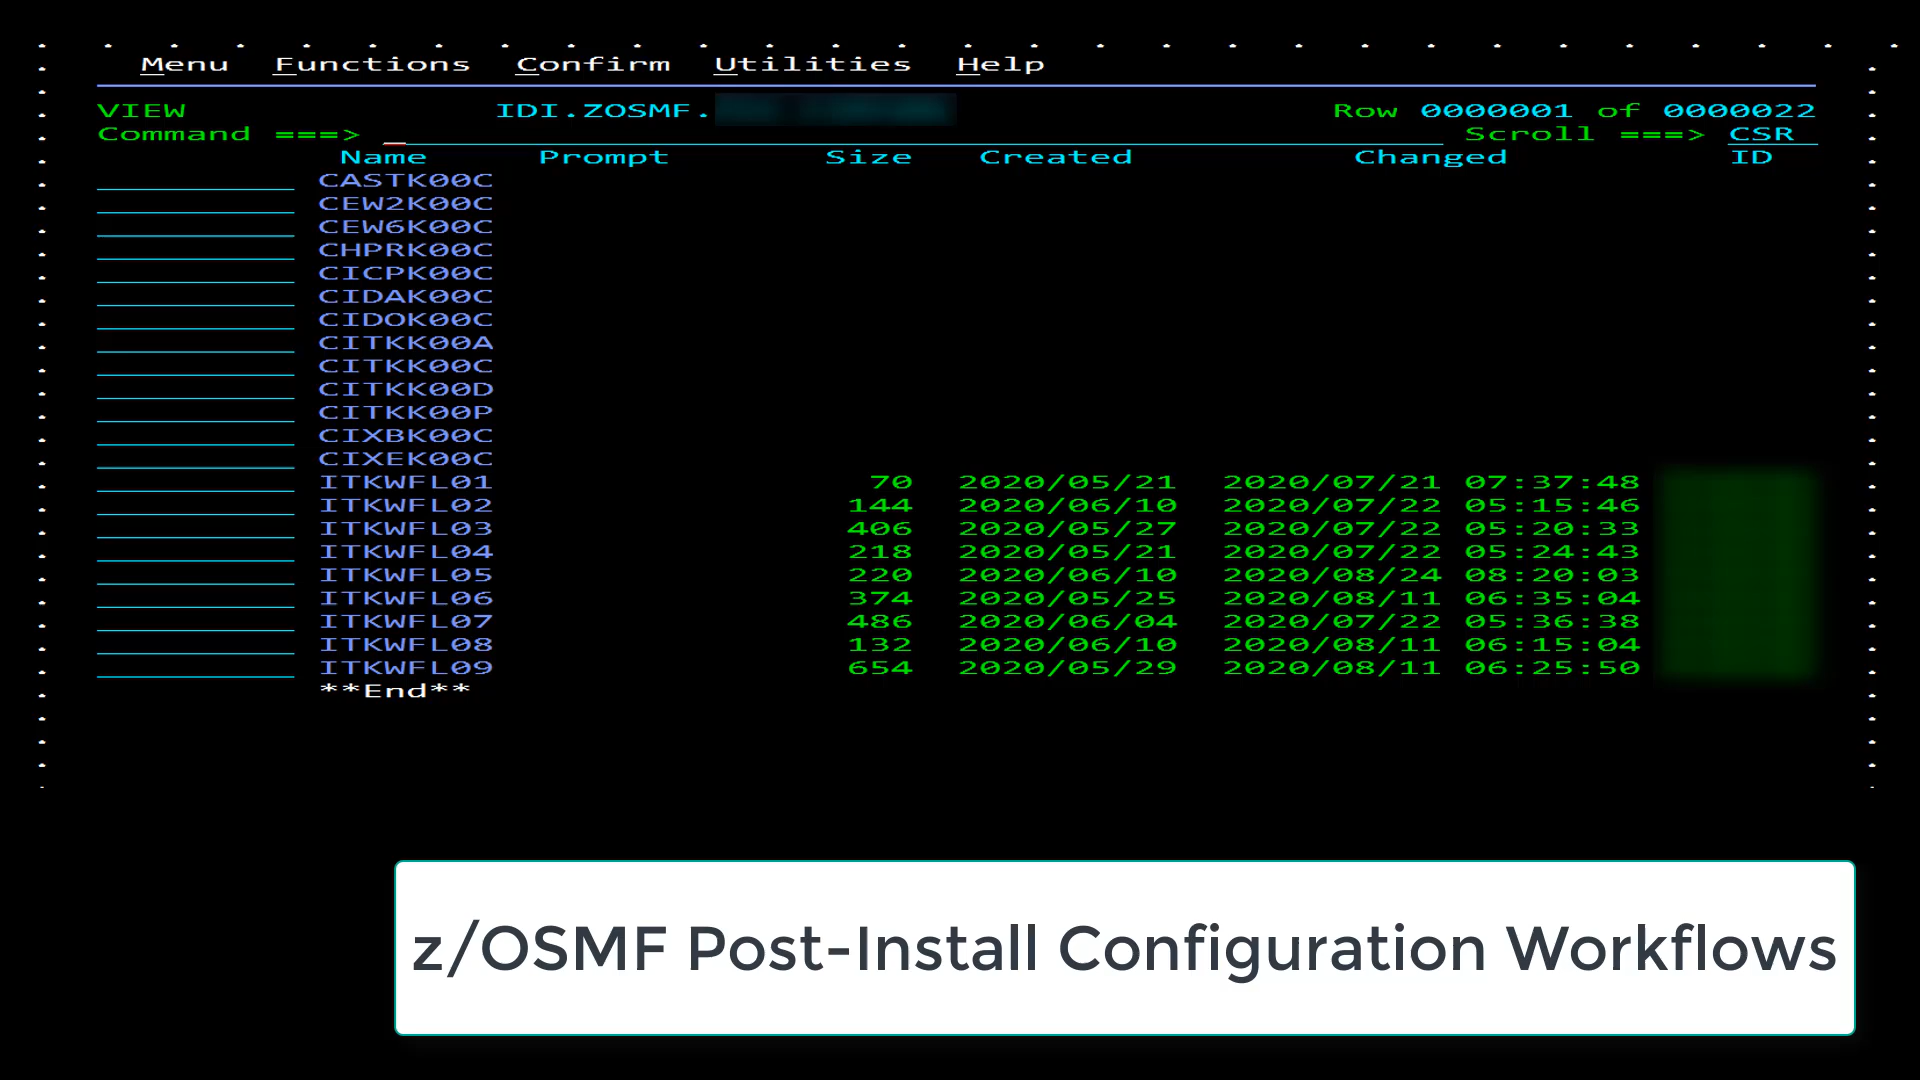 Menu Functions Confirm Utilities Help
VIEW IDI.ZOSMF. Row 0000001 of 0000022
Command ===> Scroll ===> CSR
Name Prompt Size Created Changed ID
CASTK00C
CEW2K00C
CEW6K00C
CHPRK00C
CICPK00C
CIDAK00C
CIDOK00C
CITKK00A
CITKK00C
CITKK00D
CITKK00P
CIXBK00C
CIXEK00C
ITKWFL01 70 2020/05/21 2020/07/21 07:37:48
ITKWFL02 144 2020/06/10 2020/07/22 05:15:46
ITKWFL03 406 2020/05/27 2020/07/22 05:20:33
ITKWFL04 218 2020/05/21 2020/07/22 05:24:43
ITKWFL05 220 2020/06/10 2020/08/24 08:20:03
ITKWFL06 374 2020/05/25 2020/08/11 06:35:04
ITKWFL07 486 2020/06/04 2020/07/22 05:36:38
ITKWFL08 132 2020/06/10 2020/08/11 06:15:04
ITKWFL09 654 2020/05/29 2020/08/11 06:25:50
**End**
z/OSMF Post-Install Configuration Workflows